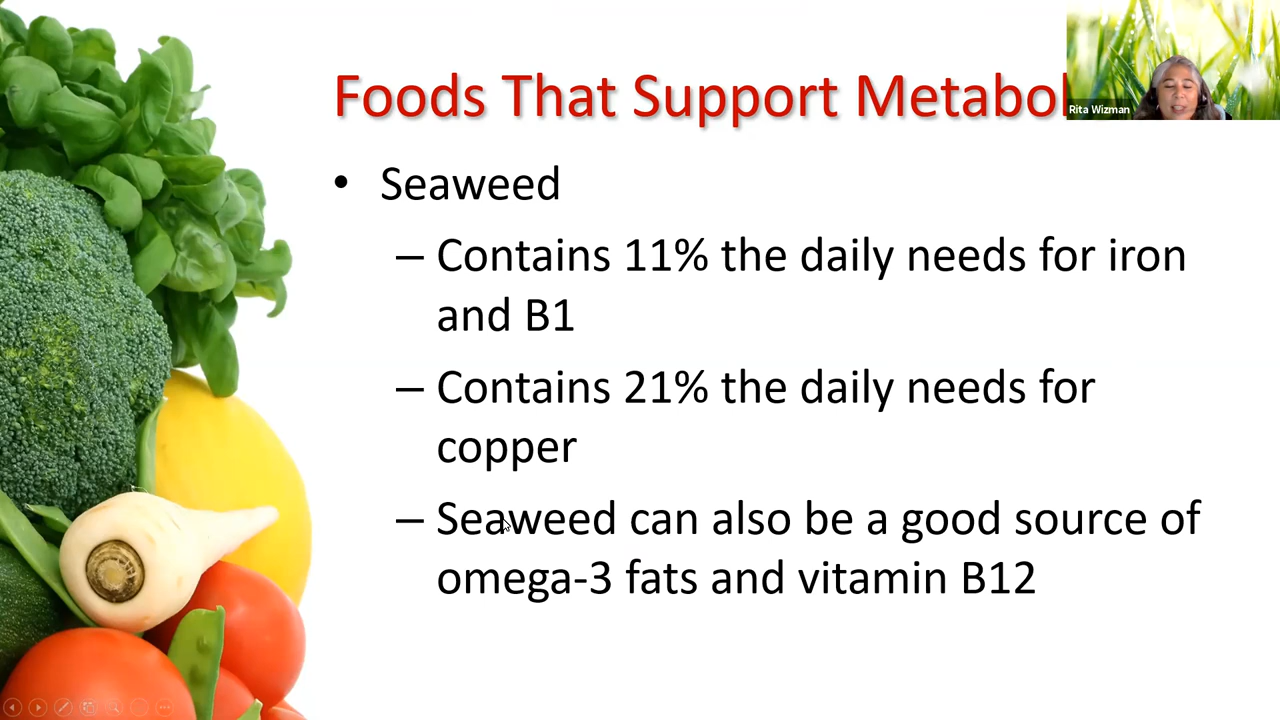 Foods That Support Metabol
Rita Wizman
• Seaweed
– Contains 11% the daily needs for iron
and B1
– Contains 21% the daily needs for
copper
– Seaweed can also be a good source of
omega-3 fats and vitamin B12